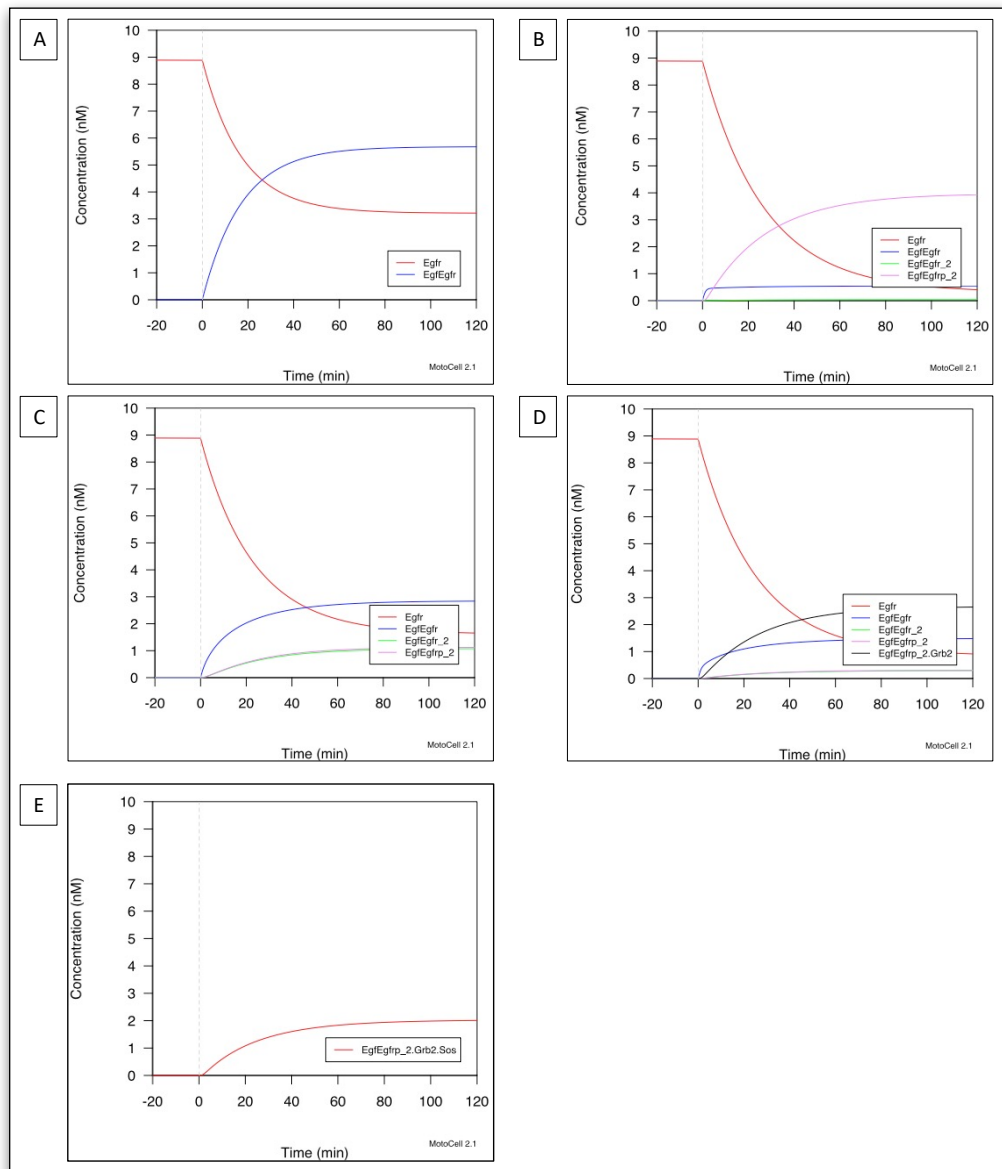 A
Concentration (nM)
10
9
8
7
6
5
4
3
2
1
0
Egfr
EgfEgfr
-20 0 20 40 60 80 100 120
Time (min)
MotoCell 2.1
B
Concentration (nM)
10
9
8
7
6
5
4
3
2
1
0
Egfr
EgfEgfr
EgfEgfr_2
EgfEgfrp_2
-20 0 20 40 60 80 100 120
Time (min)
MotoCell 2.1
C
Concentration (nM)
10
9
8
7
6
5
4
3
2
1
0
Egfr
EgfEgfr
EgfEgfr_2
EgfEgfrp_2
-20 0 20 40 60 80 100 120
Time (min)
MotoCell 2.1
D
Concentration (nM)
10
9
8
7
6
5
4
3
2
1
0
Egfr
EgfEgfr
EgfEgfr_2
EgfEgfrp_2
EgfEgfrp_2.Grb2
-20 0 20 40 60 80 100 120
Time (min)
MotoCell 2.1
E
Concentration (nM)
10
9
8
7
6
5
4
3
2
1
0
EgfEgfrp_2.Grb2.Sos
-20 0 20 40 60 80 100 120
Time (min)
MotoCell 2.1